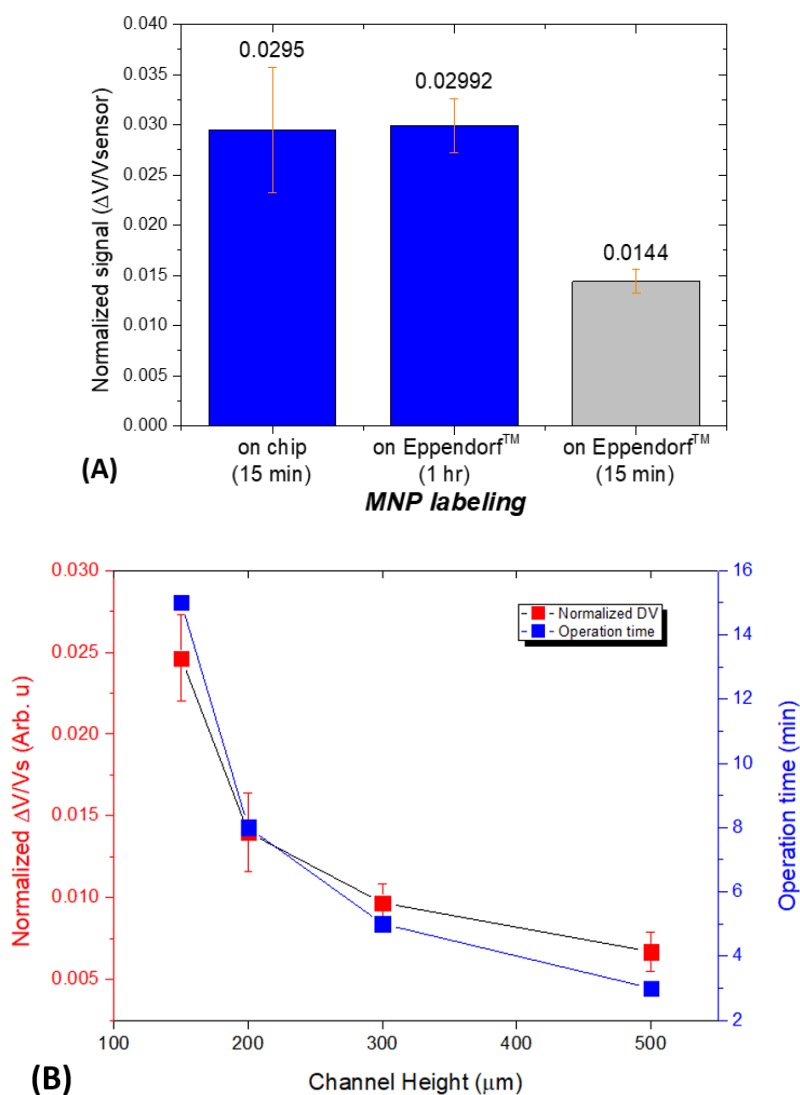 0.040
0.035
0.030
0.025
0.020
0.015
0.010
0.005
0.000
Normalized signal (ΔV/Vsensor)
0.0295
0.02992
0.0144
on chip
(15 min)
on Eppendorf™
(1 hr)
on Eppendorf™
(15 min)
MNP labeling
(A)
0.030
0.025
0.020
0.015
0.010
0.005
Normalized ΔV/Vs (Arb. u)
Normalized DV
Operation time
16
14
12
10
8
6
4
2
Operation time (min)
100
200
300
400
500
Channel Height (μm)
(B)